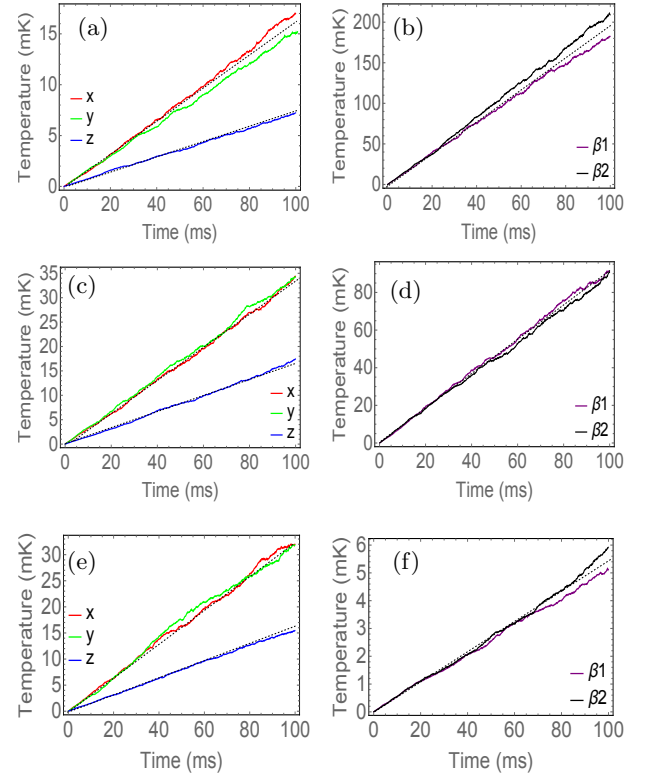 (a)
Temperature (mK)
15
10
5
0
x
y
z
0 20 40 60 80 100
Time (ms)
(b)
Temperature (mK)
200
150
100
50
0
β1
β2
0 20 40 60 80 100
Time (ms)
(c)
Temperature (mK)
35
30
25
20
15
10
5
0
x
y
z
0 20 40 60 80 100
Time (ms)
(d)
Temperature (mK)
80
60
40
20
0
β1
β2
0 20 40 60 80 100
Time (ms)
(e)
Temperature (mK)
30
25
20
15
10
5
0
x
y
z
0 20 40 60 80 100
Time (ms)
(f)
Temperature (mK)
6
5
4
3
2
1
0
β1
β2
0 20 40 60 80 100
Time (ms)